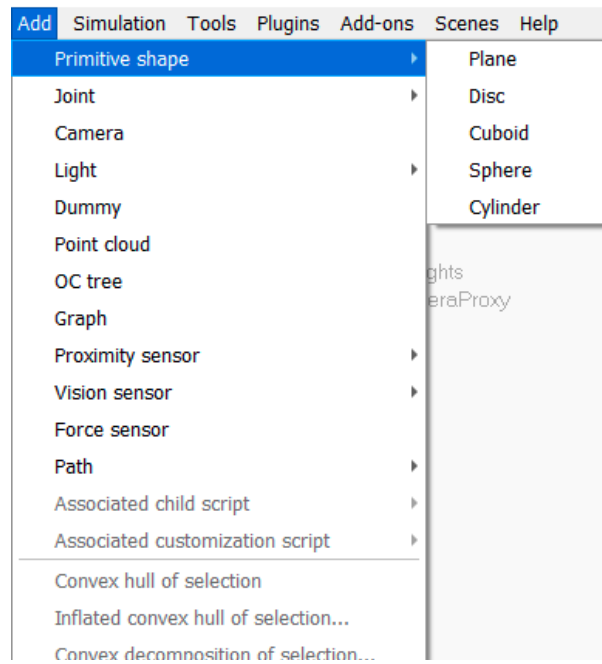 Add Simulation Tools Plugins Add-ons Scenes Help
Primitive shape
Joint
Camera
Light
Dummy
Point cloud
OC tree
Graph
Proximity sensor
Vision sensor
Force sensor
Path
Associated child script
Associated customization script
Convex hull of selection
Inflated convex hull of selection...
Convex decomposition of selection...
Plane
Disc
Cuboid
Sphere
Cylinder
ghts
eraProxy